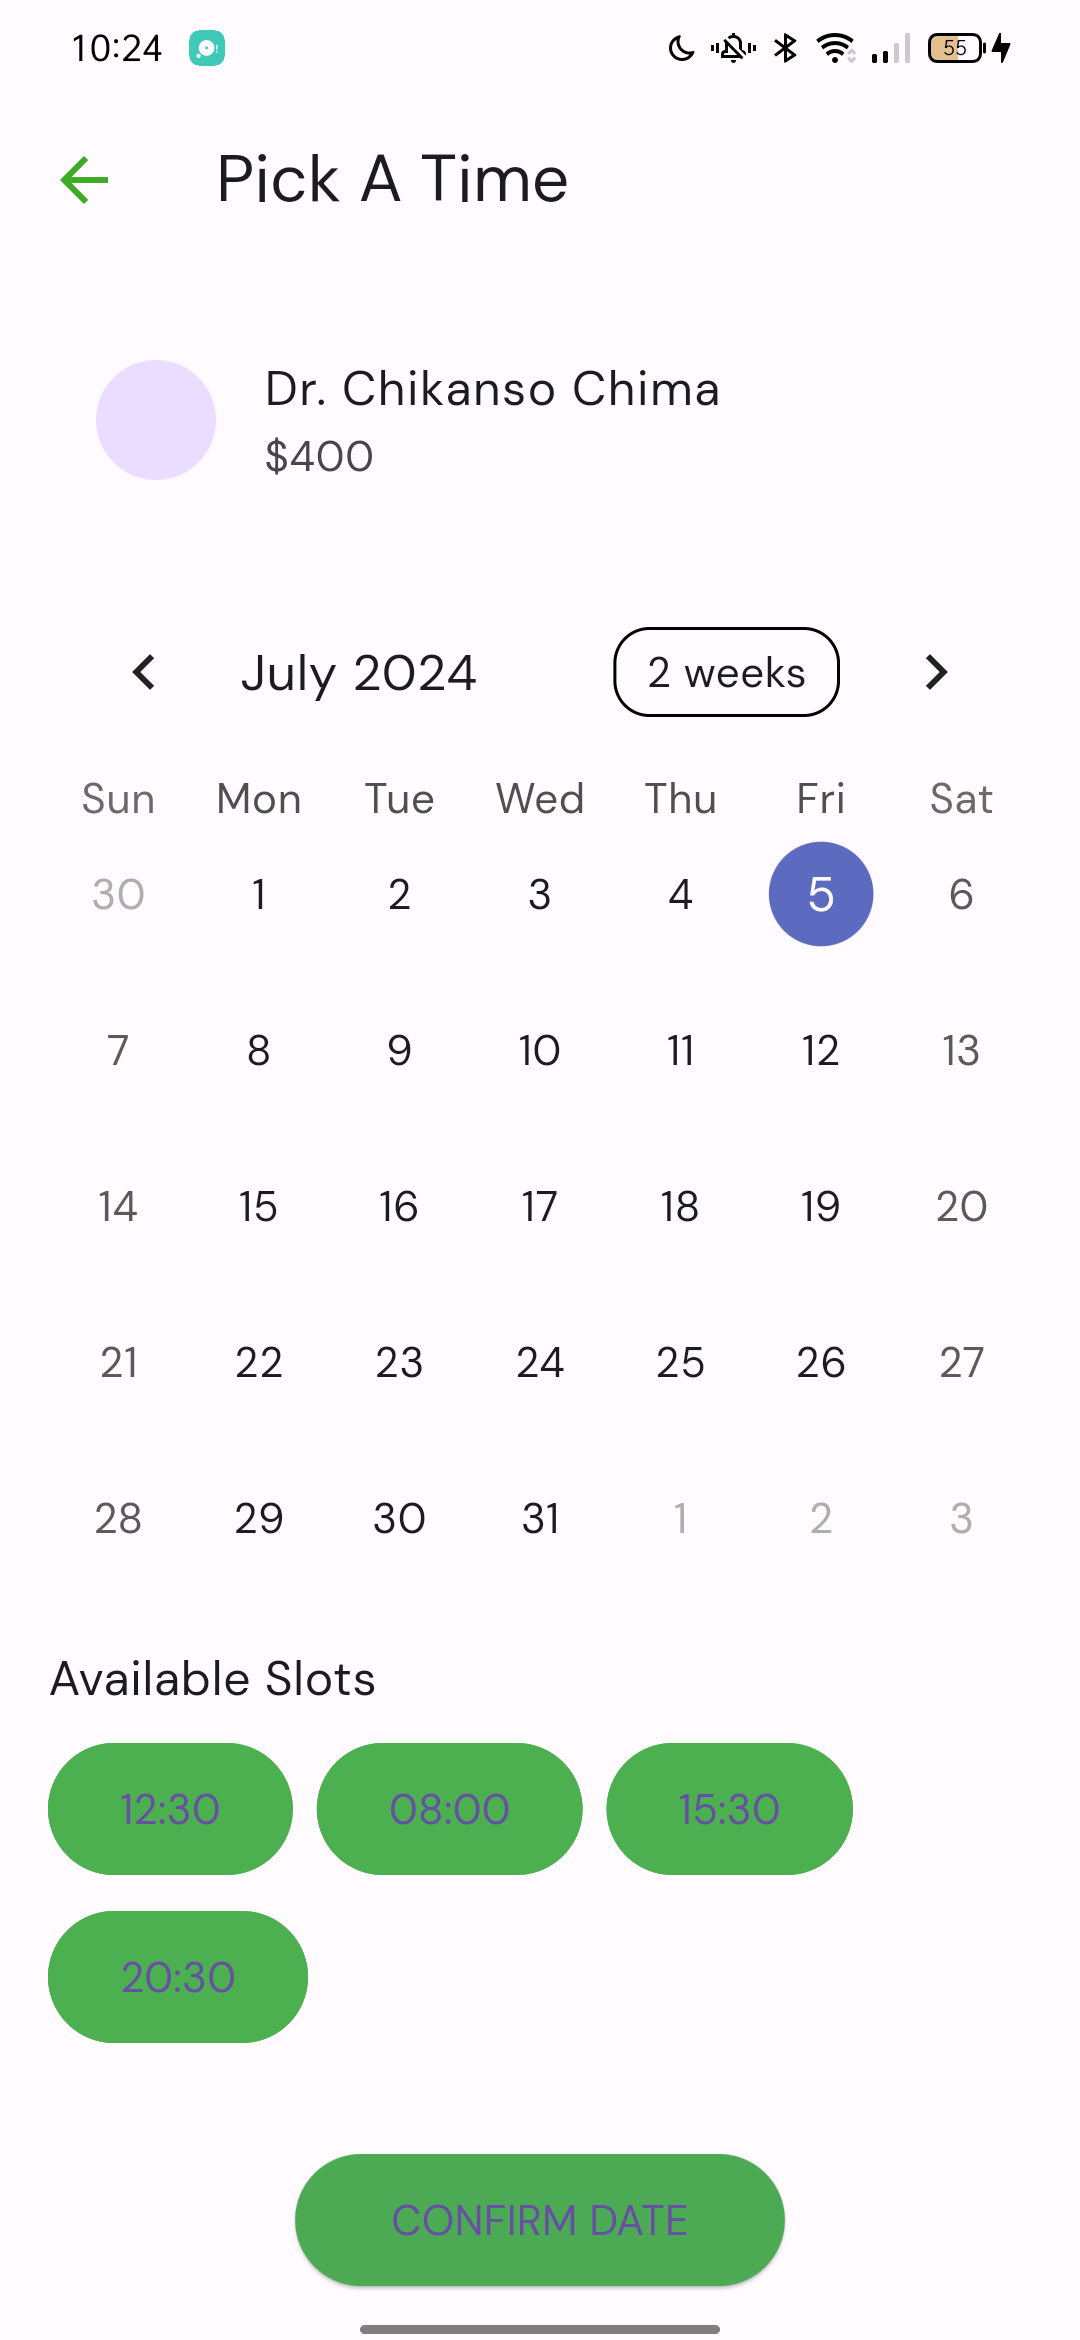 10:24 55
Pick A Time
Dr. Chikanso Chima
$400
July 2024 2 weeks
Sun Mon Tue Wed Thu Fri Sat
30 1 2 3 4 5 6
7 8 9 10 11 12 13
14 15 16 17 18 19 20
21 22 23 24 25 26 27
28 29 30 31 1 2 3
Available Slots
12:30 08:00 15:30
20:30
CONFIRM DATE